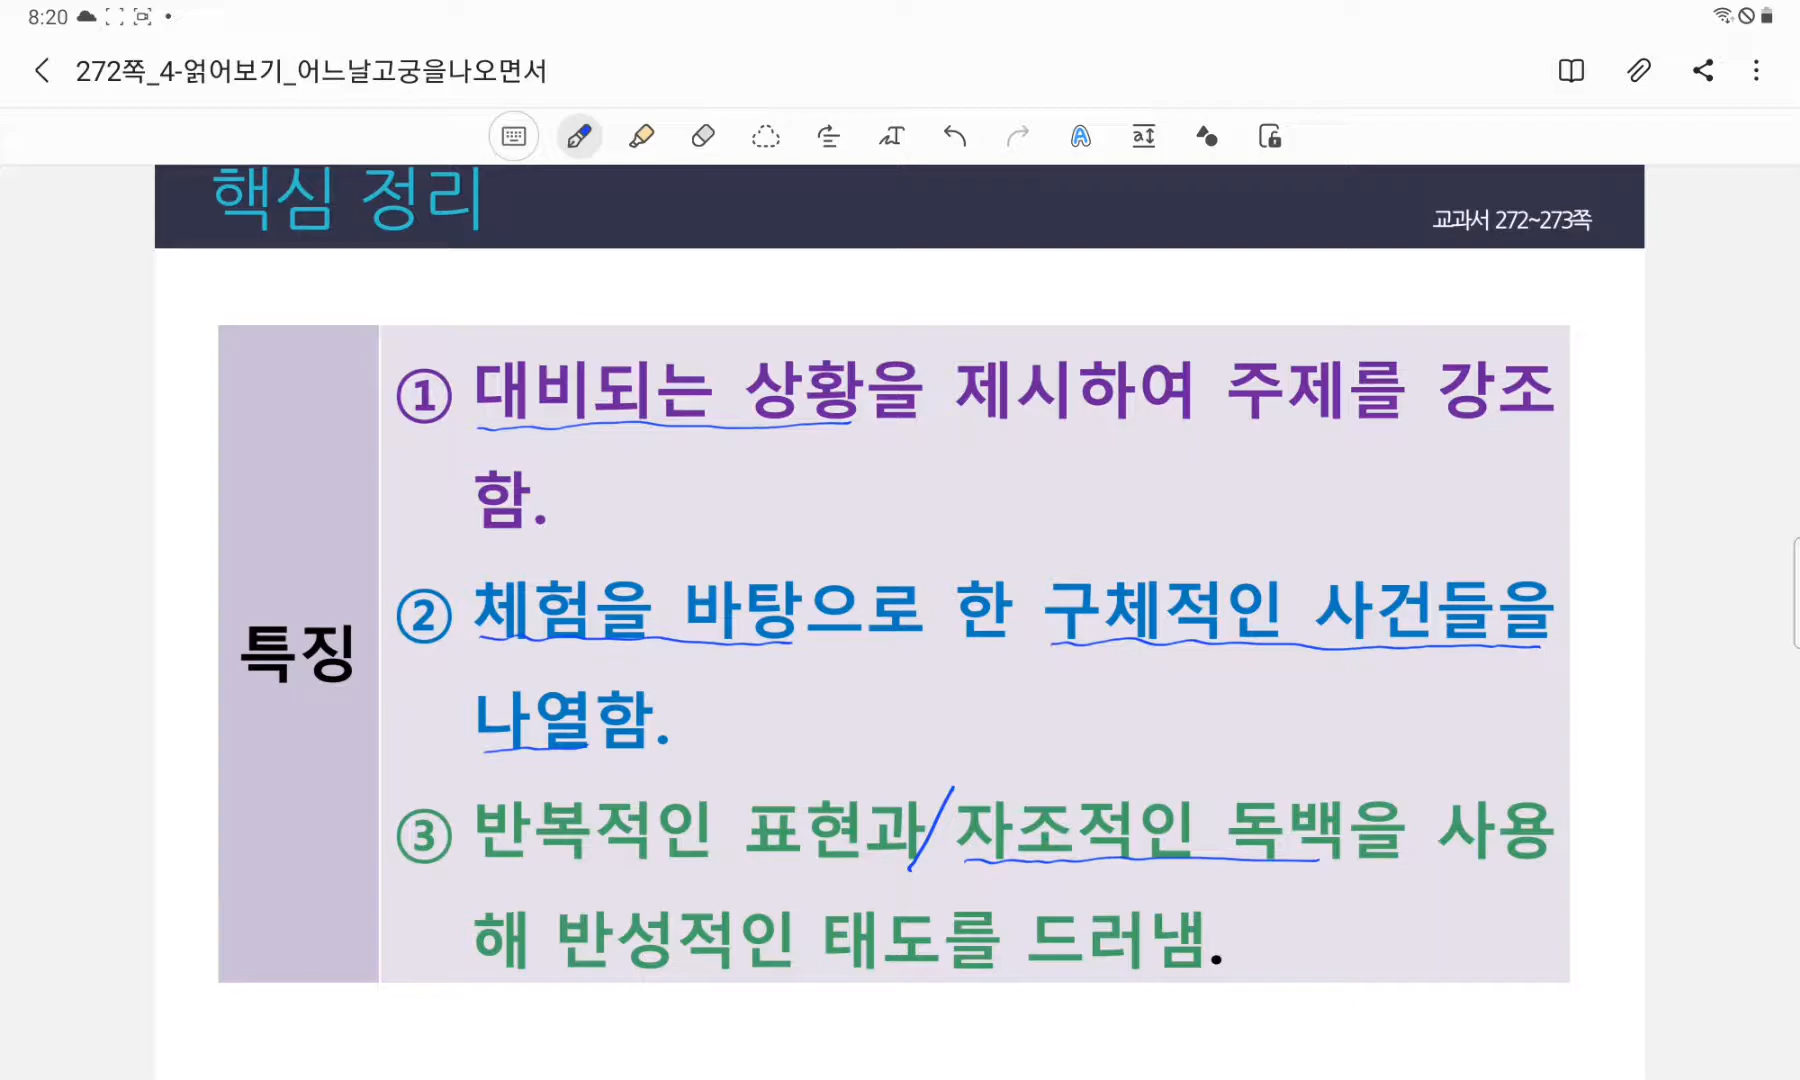 8:20
272쪽_4-얽어보기_어느날고궁을나오면서
핵심 정리
교과서 272~273쪽
특징
① 대비되는 상황을 제시하여 주제를 강조
함.
② 체험을 바탕으로 한 구체적인 사건들을
나열함.
③ 반복적인 표현과/자조적인 독백을 사용
해 반성적인 태도를 드러냄.